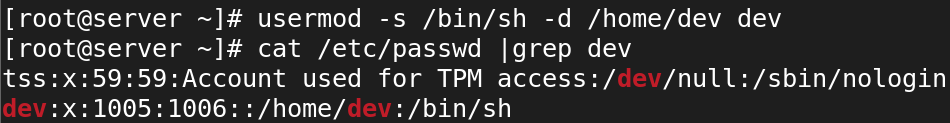 [root@server ~]# usermod -s /bin/sh -d /home/dev dev
[root@server ~]# cat /etc/passwd |grep dev
tss:x:59:59:Account used for TPM access:/dev/null:/sbin/nologin
dev:x:1005:1006::/home/dev:/bin/sh